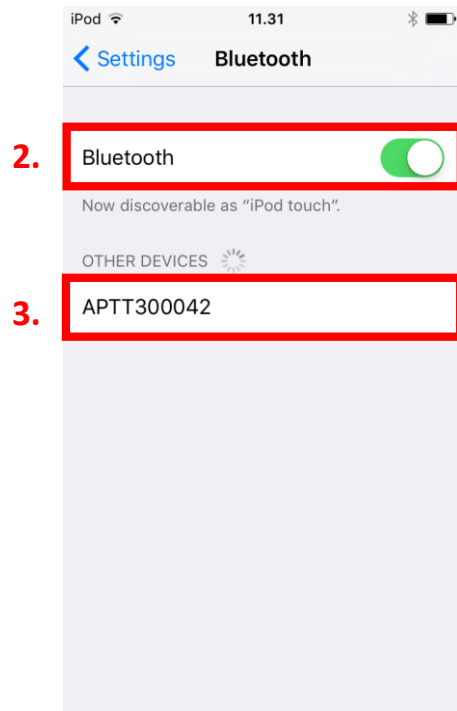 iPod 11.31
Settings Bluetooth
2. Bluetooth
Now discoverable as “iPod touch”.
OTHER DEVICES
3. APTT300042